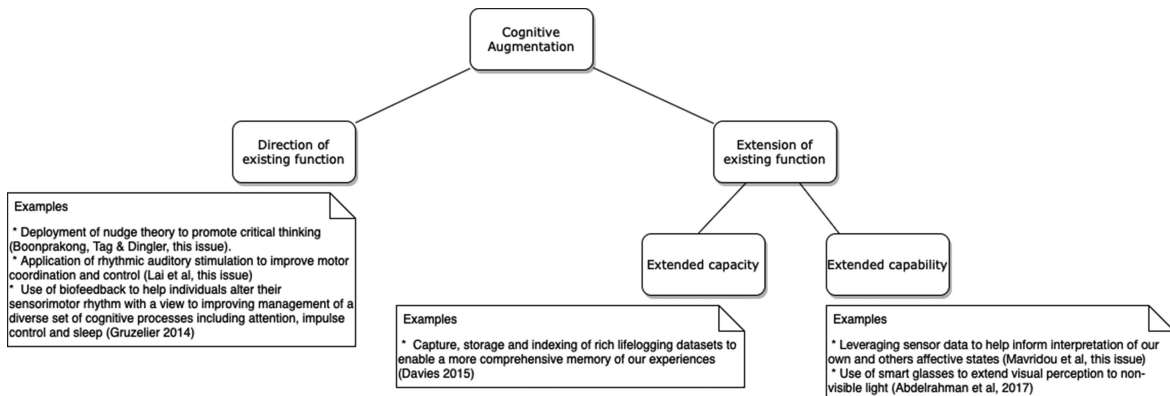 Cognitive
Augmentation
Direction of
existing function
Extension of
existing function
Examples
* Deployment of nudge theory to promote critical thinking
(Boonprakong, Tag & Dingler, this issue).
* Application of rhythmic auditory stimulation to improve motor
coordination and control (Lai et al, this issue)
* Use of biofeedback to help individuals alter their
sensorimotor rhythm with a view to improving management of a
diverse set of cognitive processes including attention, impulse
control and sleep (Gruzelier 2014)
Extended capacity
Extended capability
Examples
* Capture, storage and indexing of rich lifelogging datasets to
enable a more comprehensive memory of our experiences
(Davies 2015)
Examples
* Leveraging sensor data to help inform interpretation of our
own and others affective states (Mavridou et al, this issue)
* Use of smart glasses to extend visual perception to non-
visible light (Abdelrahman et al, 2017)